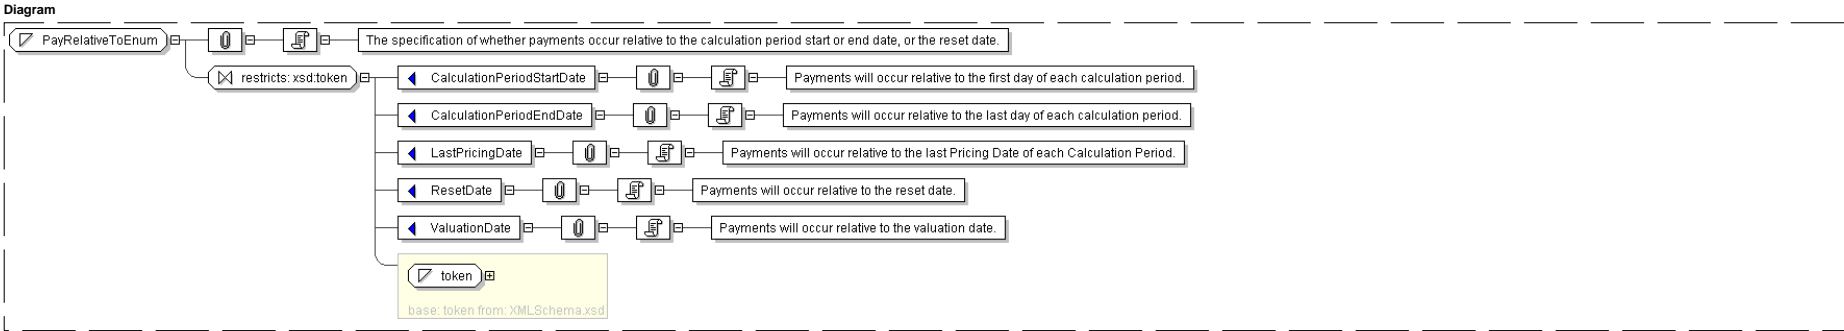 Diagram
PayRelativeToEnum The specification of whether payments occur relative to the calculation period start or end date, or the reset date.
restricts: xsd:token CalculationPeriodStartDate Payments will occur relative to the first day of each calculation period.
CalculationPeriodEndDate Payments will occur relative to the last day of each calculation period.
LastPricingDate Payments will occur relative to the last Pricing Date of each Calculation Period.
ResetDate Payments will occur relative to the reset date.
ValuationDate Payments will occur relative to the valuation date.
token
base: token from: XMLSchema.xsd